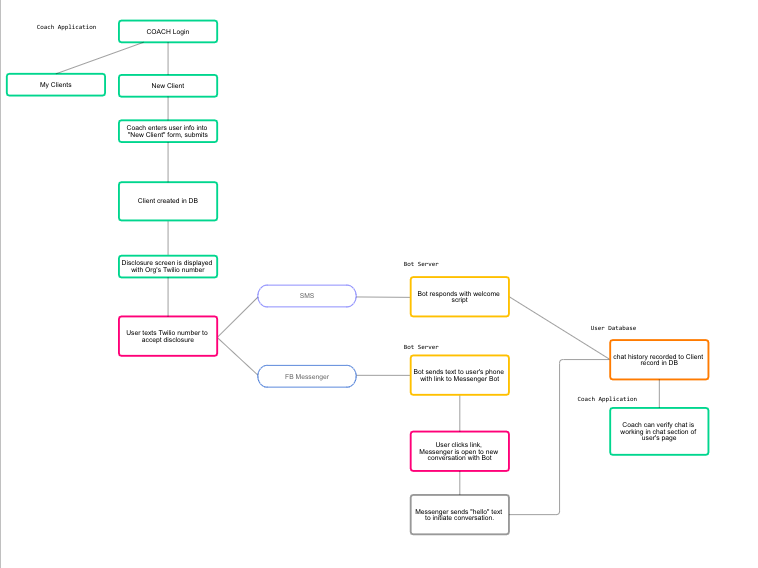 Coach Application
COACH Login
My Clients
New Client
Coach enters user info into
"New Client" form, submits
Client created in DB
Disclosure screen is displayed
with Org's Twilio number
User texts Twilio number to
accept disclosure
SMS
FB Messenger
Bot Server
Bot responds with welcome
script
Bot Server
Bot sends text to user's phone
with link to Messenger Bot
User clicks link,
Messenger is open to new
conversation with Bot
Messenger sends "hello" text
to initiate conversation.
User Database
chat history recorded to Client
record in DB
Coach Application
Coach can verify chat is
working in chat section of
user's page